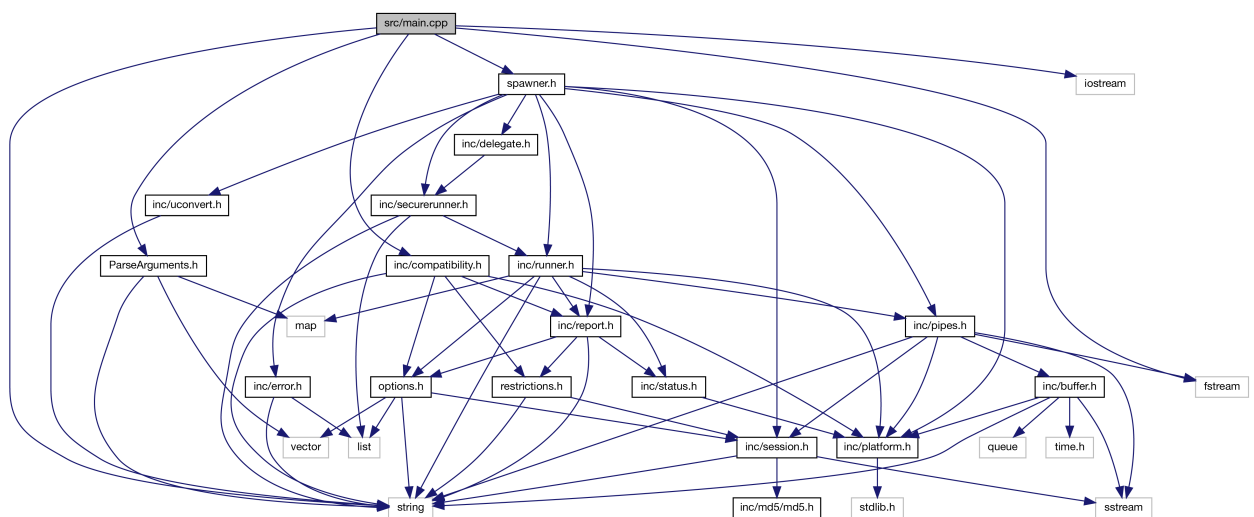 src/main.cpp
spawner.h
iostream
inc/delegate.h
inc/uconvert.h
inc/securerunner.h
ParseArguments.h
inc/compatibility.h
inc/runner.h
map
inc/report.h
inc/pipes.h
inc/error.h
options.h
restrictions.h
inc/status.h
inc/buffer.h
fstream
vector
list
inc/session.h
inc/platform.h
queue
time.h
string
inc/md5/md5.h
stdlib.h
sstream